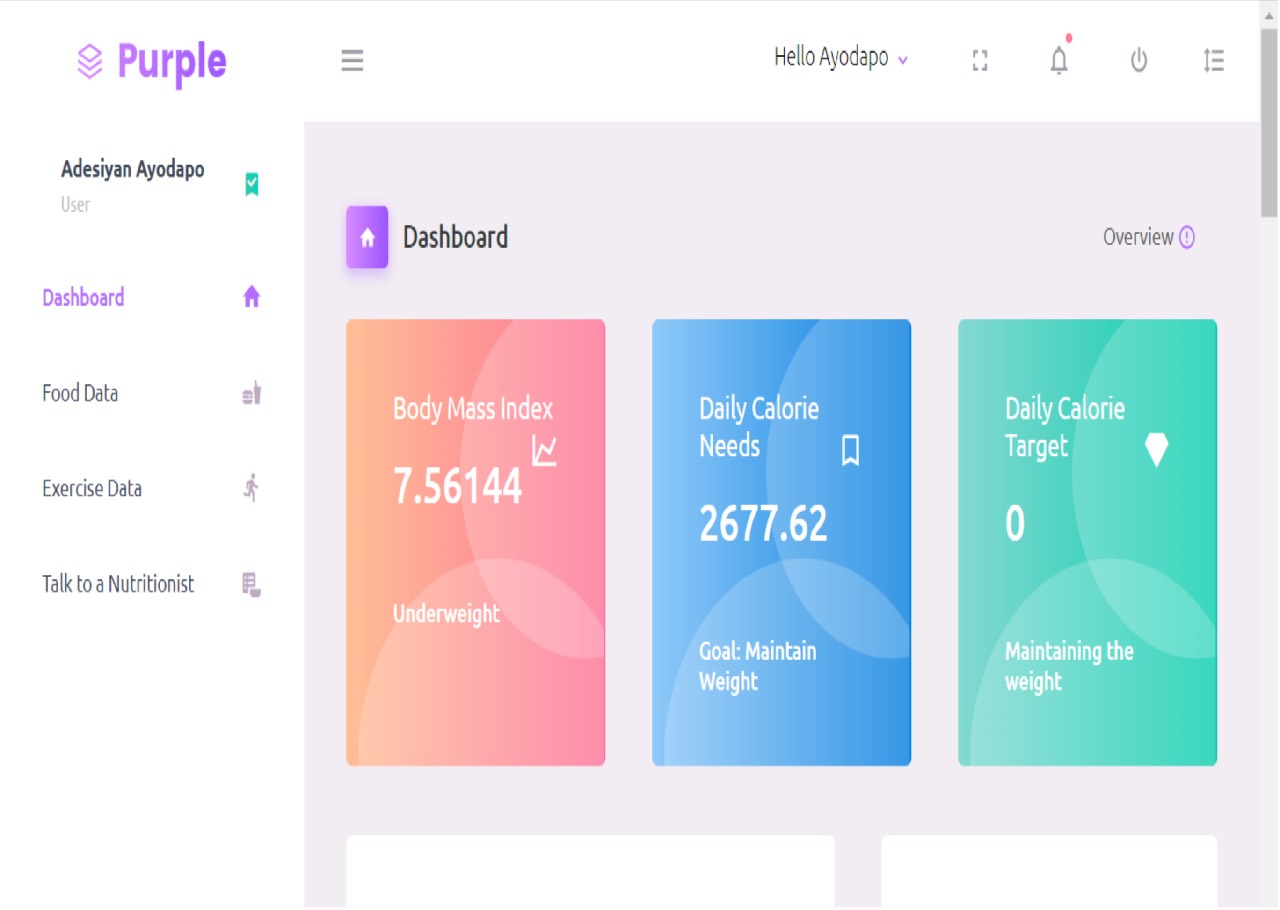 Purple
Hello Ayodapo
Adesiyan Ayodapo
User
Dashboard
Food Data
Exercise Data
Talk to a Nutritionist
Dashboard
Overview
Body Mass Index
7.56144
Underweight
Daily Calorie
Needs
2677.62
Goal: Maintain
Weight
Daily Calorie
Target
0
Maintaining the
weight